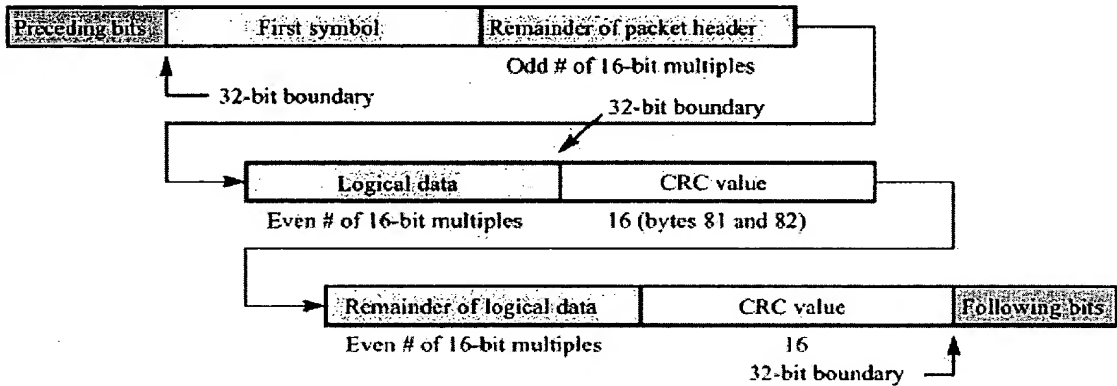 Preceding bits First symbol Remainder of packet header
Odd # of 16-bit multiples
32-bit boundary
32-bit boundary
Logical data CRC value
Even # of 16-bit multiples 16 (bytes 81 and 82)
Remainder of logical data CRC value Following bits
Even # of 16-bit multiples 16
32-bit boundary